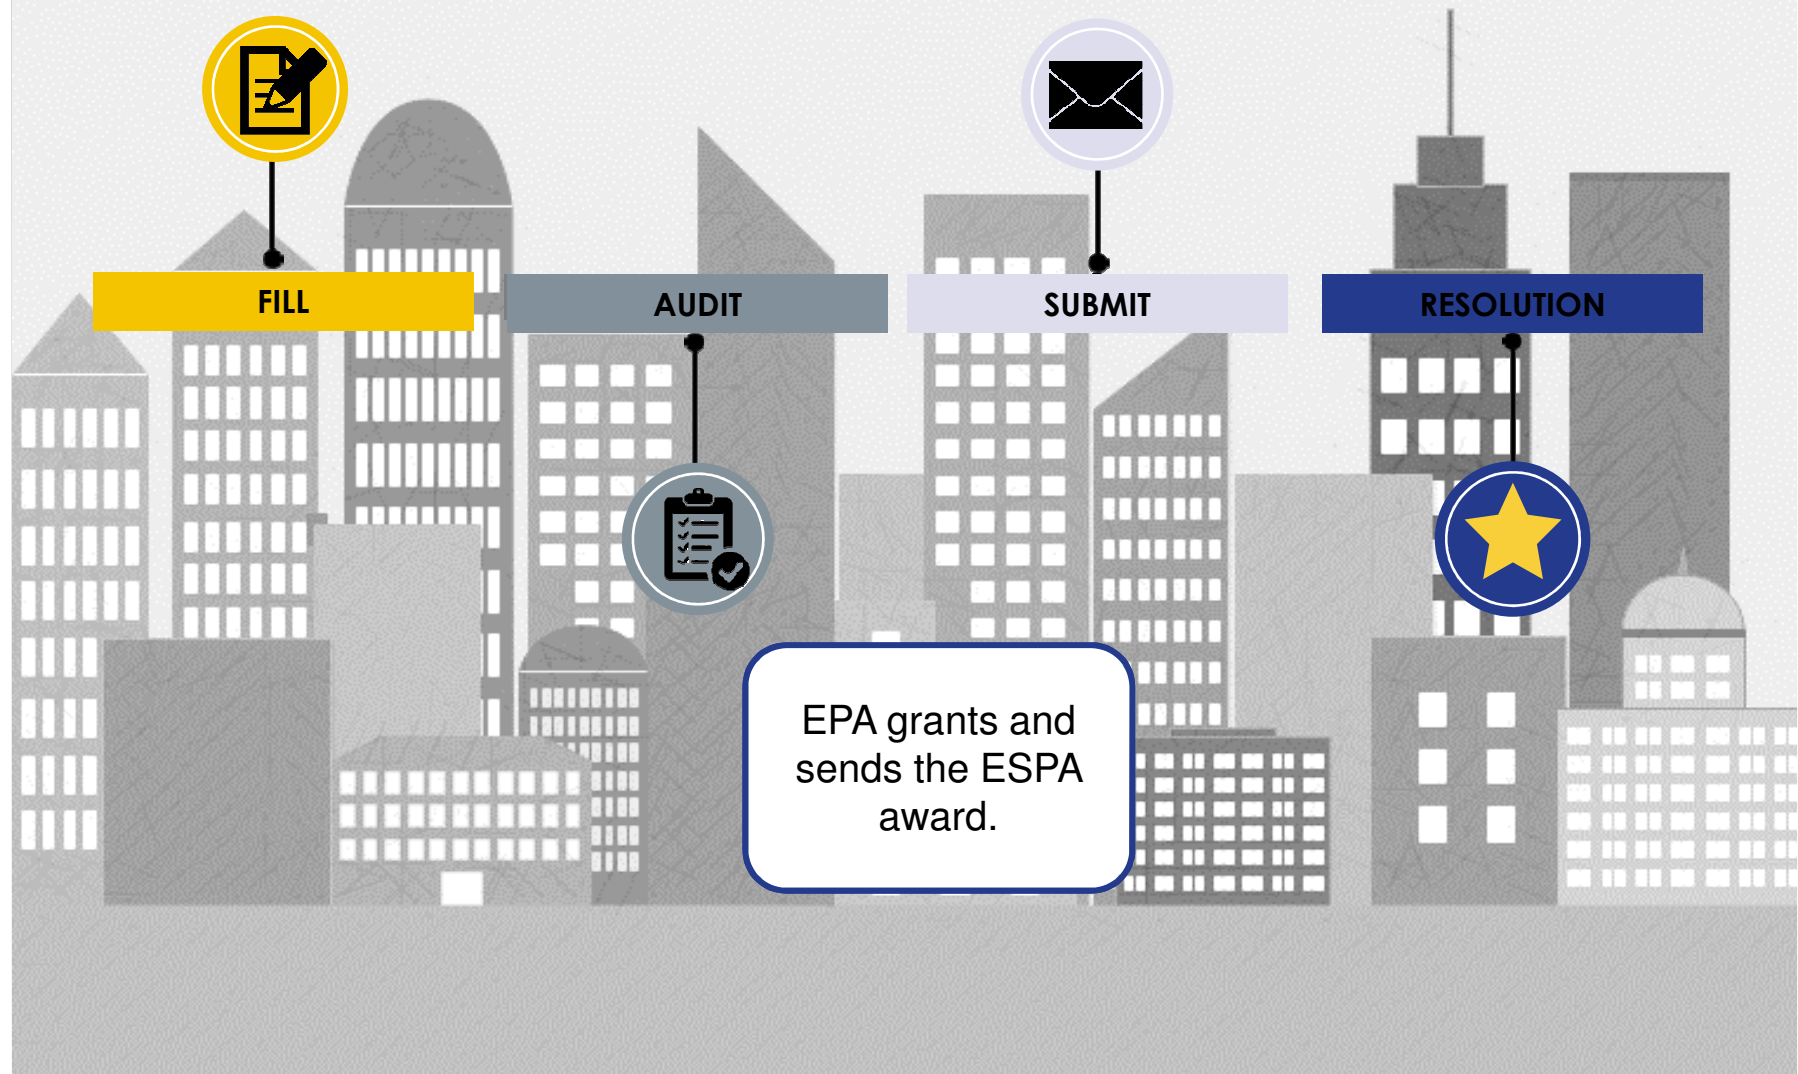 FILL
AUDIT
SUBMIT
RESOLUTION
EPA grants and
sends the ESPA
award.